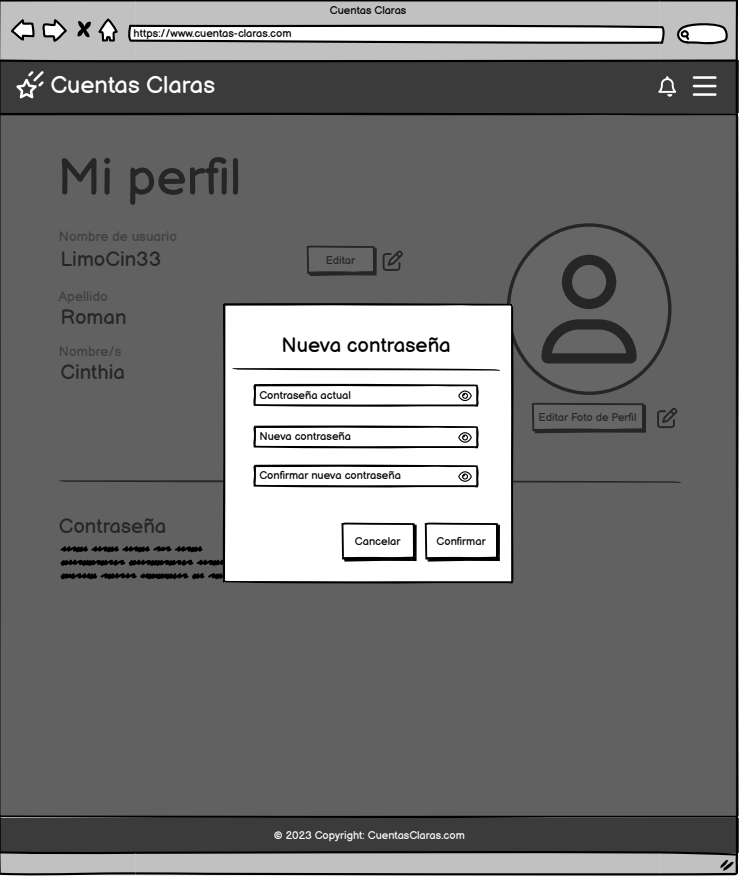 Cuentas Claras
https://www.cuentas-claras.com
Cuentas Claras
Mi perfil
Nombre de usuario
LimoCin33
Editar
Apellido
Roman
Nombre/s
Cinthia
Editar Foto de Perfil
Nueva contraseña
Contraseña actual
Nueva contraseña
Confirmar nueva contraseña
Cancelar
Confirmar
Contraseña
© 2023 Copyright: CuentasClaras.com